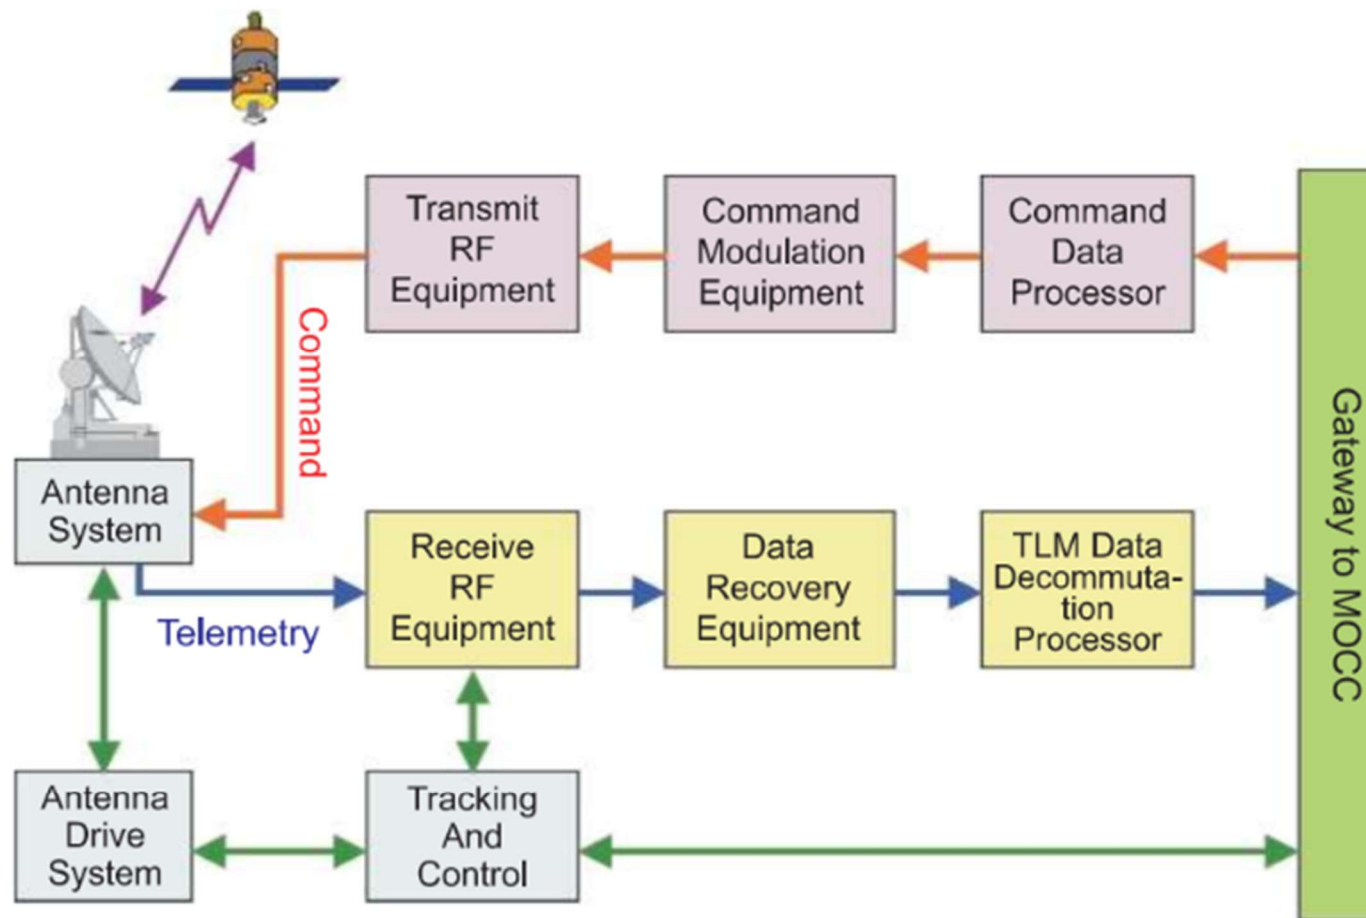 Transmit
RF
Equipment
Command
Modulation
Equipment
Command
Data
Processor
Command
Gateway to MOCC
Antenna
System
Receive
RF
Equipment
Data
Recovery
Equipment
TLM Data
Decommuta-
tion
Processor
Telemetry
Antenna
Drive
System
Tracking
And
Control